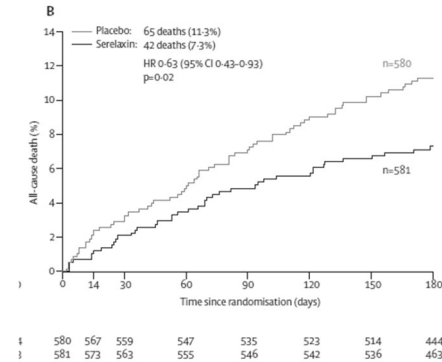 B
14
Placebo: 65 deaths (11·3%)
Serelaxin: 42 deaths (7·3%)
HR 0·63 (95% CI 0·43–0·93)
p=0·02
n=580
12
10
8
n=581
6
4
2
0
All-cause death (%)
0 14 30 60 90 120 150 180
Time since randomisation (days)
580 567 559 547 535 523 514 444
581 573 563 555 546 542 536 463